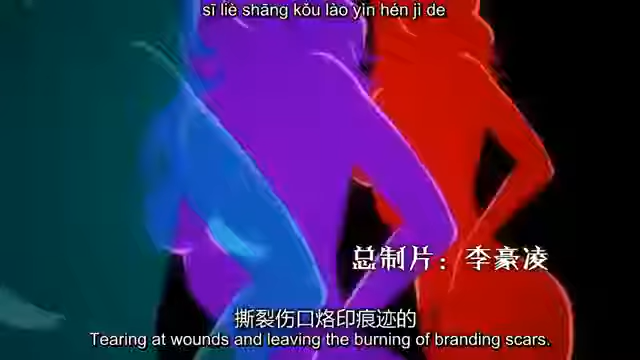 sī liè shāng kǒu lào yìn hén jì de
总制片：李豪凌
撕裂伤口烙印痕迹的
Tearing at wounds and leaving the burning of branding scars.